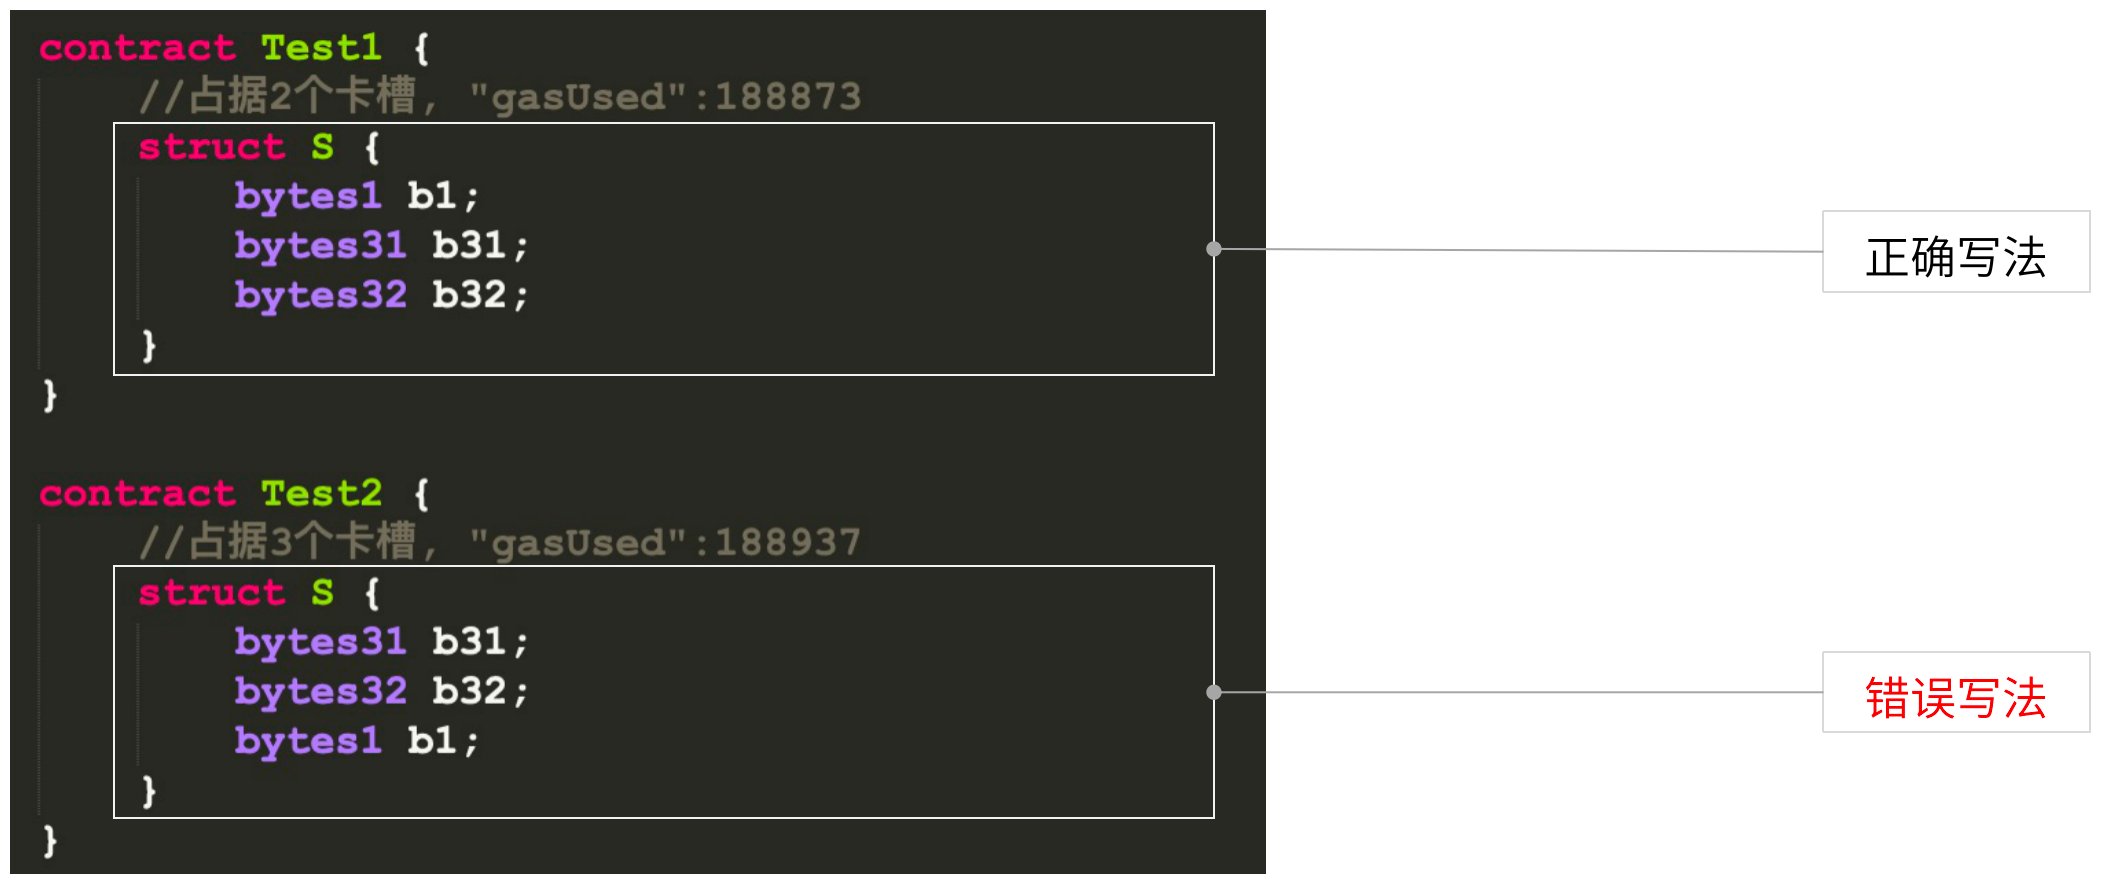 contract Test1 {
//占据2个卡槽, "gasUsed":188873
struct S {
bytes1 b1;
bytes31 b31;
bytes32 b32;
}
}
正确写法
contract Test2 {
//占据3个卡槽, "gasUsed":188937
struct S {
bytes31 b31;
bytes32 b32;
bytes1 b1;
}
}
错误写法